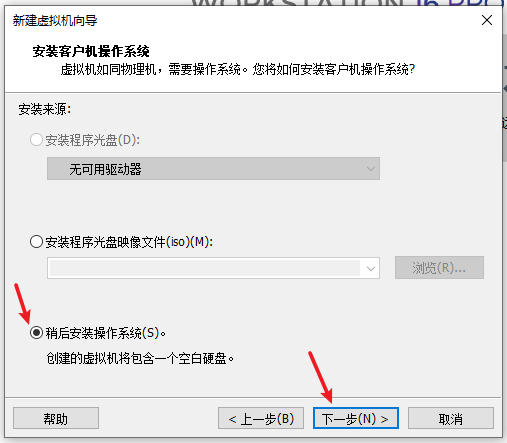 WORKSTATION 16 PRO
新建虚拟机向导
安装客户机操作系统
虚拟机如同物理机，需要操作系统。您将如何安装客户机操作系统?
安装来源:
安装程序光盘(D):
无可用驱动器
安装程序光盘映像文件(iso)(M):
浏览(R)...
稍后安装操作系统(S)。
创建的虚拟机将包含一个空白硬盘。
帮助
< 上一步(B)
下一步(N) >
取消